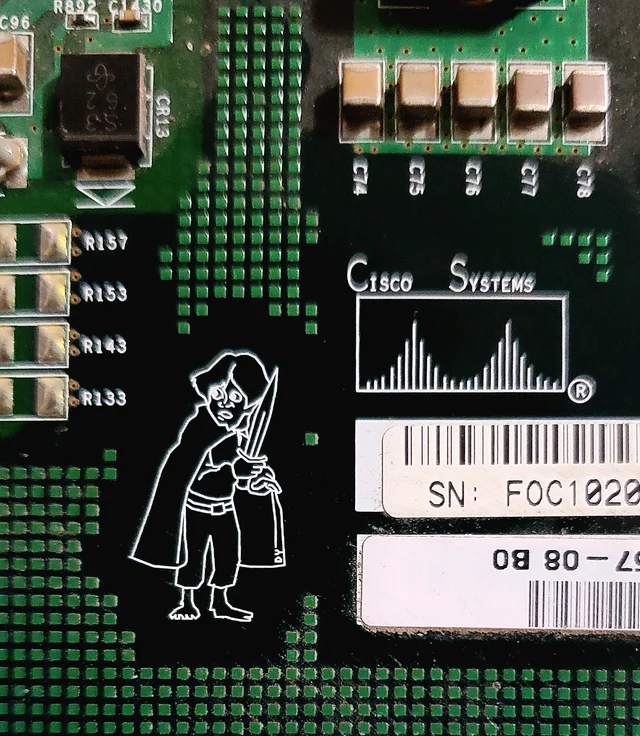 R892 C1430
C96
CR13
C74 C75 C76 C77 C78
R157
R153
R143
R133
CISCO SYSTEMS
®
SN: FOC1020
57-08 B0
DY